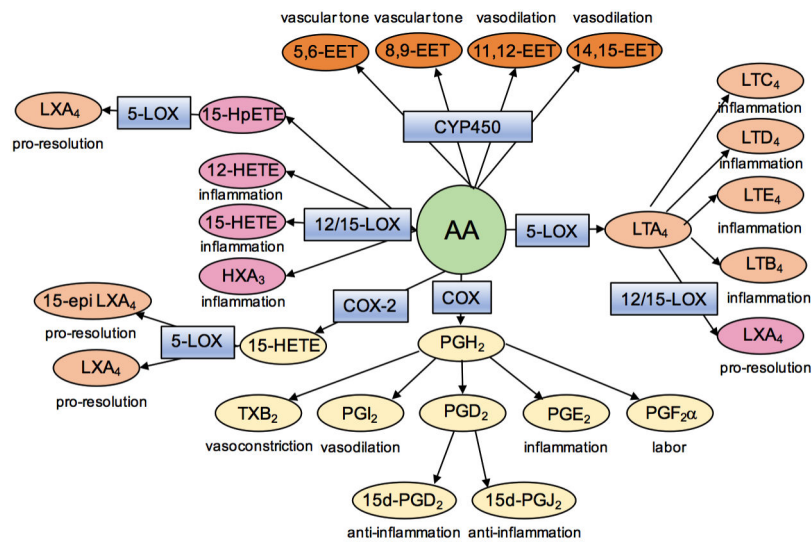 vascular tone
vascular tone
vasodilation
vasodilation
5,6-EET
8,9-EET
11,12-EET
14,15-EET
LTC₄
inflammation
LXA₄
5-LOX
15-HpETE
pro-resolution
CYP450
LTD₄
inflammation
12-HETE
inflammation
15-HETE
inflammation
12/15-LOX
AA
5-LOX
LTA₄
LTE₄
inflammation
HXA₃
inflammation
LTB₄
inflammation
15-epi LXA₄
pro-resolution
COX-2
COX
12/15-LOX
5-LOX
15-HETE
PGH₂
LXA₄
pro-resolution
LXA₄
pro-resolution
TXB₂
PGI₂
PGD₂
PGE₂
PGF₂α
vasoconstriction
vasodilation
inflammation
labor
15d-PGD₂
15d-PGJ₂
anti-inflammation
anti-inflammation